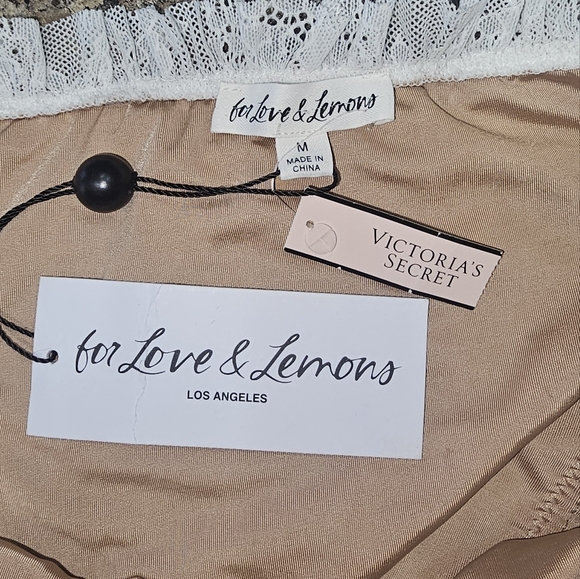 for Love & Lemons
M
MADE IN
CHINA
VICTORIA'S
SECRET
for Love & Lemons
LOS ANGELES